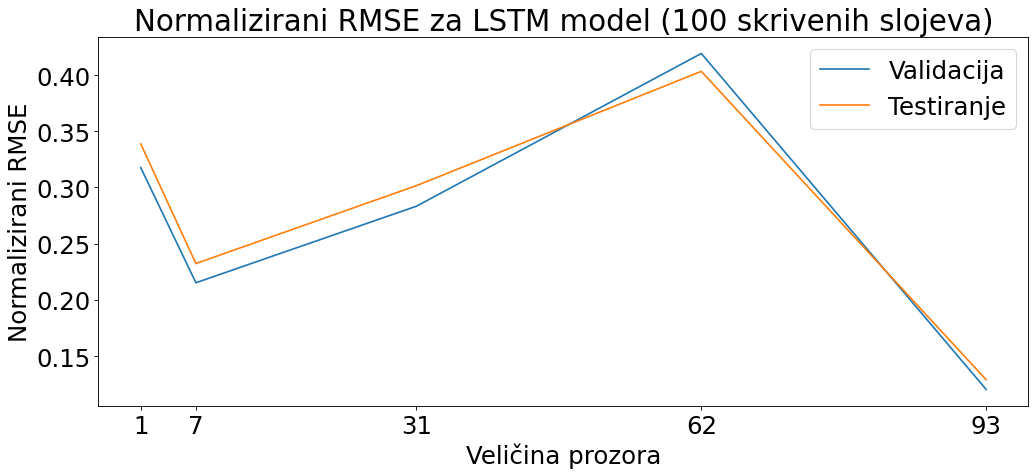 Normalizirani RMSE za LSTM model (100 skrivenih slojeva)
Normalizirani RMSE
0.40
0.35
0.30
0.25
0.20
0.15
Validacija
Testiranje
1 7 31 62 93
Veličina prozora